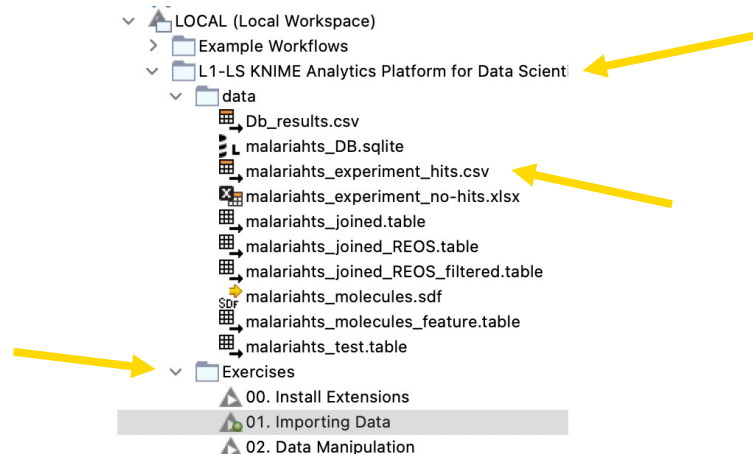 LOCAL (Local Workspace)
Example Workflows
L1-LS KNIME Analytics Platform for Data Scienti
data
Db_results.csv
L malariahts_DB.sqlite
malariahts_experiment_hits.csv
X malariahts_experiment_no-hits.xlsx
malariahts_joined.table
malariahts_joined_REOS.table
malariahts_joined_REOS_filtered.table
SDF malariahts_molecules.sdf
malariahts_molecules_feature.table
malariahts_test.table
Exercises
00. Install Extensions
01. Importing Data
02. Data Manipulation